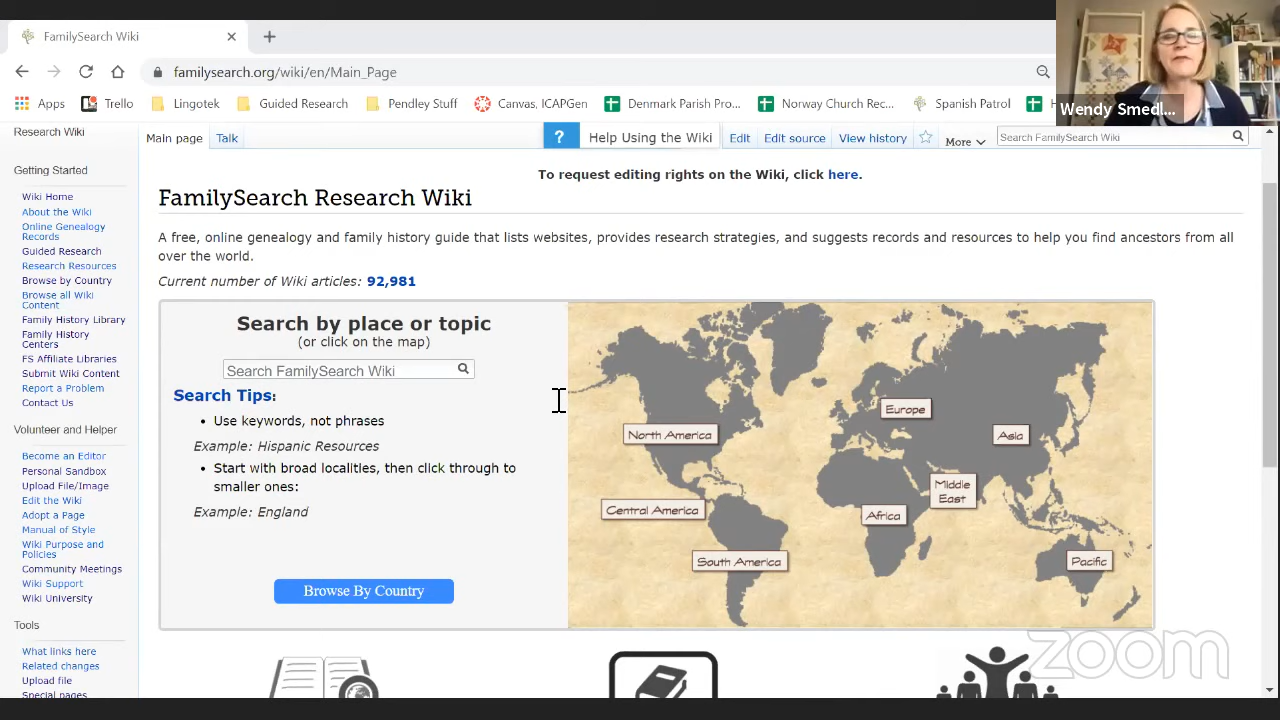 FamilySearch Wiki
familysearch.org/wiki/en/Main_Page
Apps
Trello
Lingotek
Guided Research
Pendley Stuff
Canvas, ICAPGen
Denmark Parish Pro...
Norway Church Rec...
Spanish Patrol
H
Wendy Smedl...
Research Wiki
Getting Started
Wiki Home
About the Wiki
Online Genealogy
Records
Guided Research
Research Resources
Browse by Country
Browse all Wiki
Content
Family History Library
Family History
Centers
FS Affiliate Libraries
Submit Wiki Content
Report a Problem
Contact Us
Volunteer and Helper
Become an Editor
Personal Sandbox
Upload File/Image
Edit the Wiki
Adopt a Page
Manual of Style
Wiki Purpose and
Policies
Community Meetings
Wiki Support
Wiki University
Tools
What links here
Related changes
Upload file
Special pages
Main page
Talk
? Help Using the Wiki
Edit
Edit source
View history
More
Search FamilySearch Wiki
To request editing rights on the Wiki, click here.
FamilySearch Research Wiki
A free, online genealogy and family history guide that lists websites, provides research strategies, and suggests records and resources to help you find ancestors from all
over the world.
Current number of Wiki articles: 92,981
Search by place or topic
(or click on the map)
Search FamilySearch Wiki
Search Tips:
• Use keywords, not phrases
Example: Hispanic Resources
• Start with broad localities, then click through to
smaller ones:
Example: England
Browse By Country
North America
Central America
South America
Europe
Africa
Middle
East
Asia
Pacific
zoom